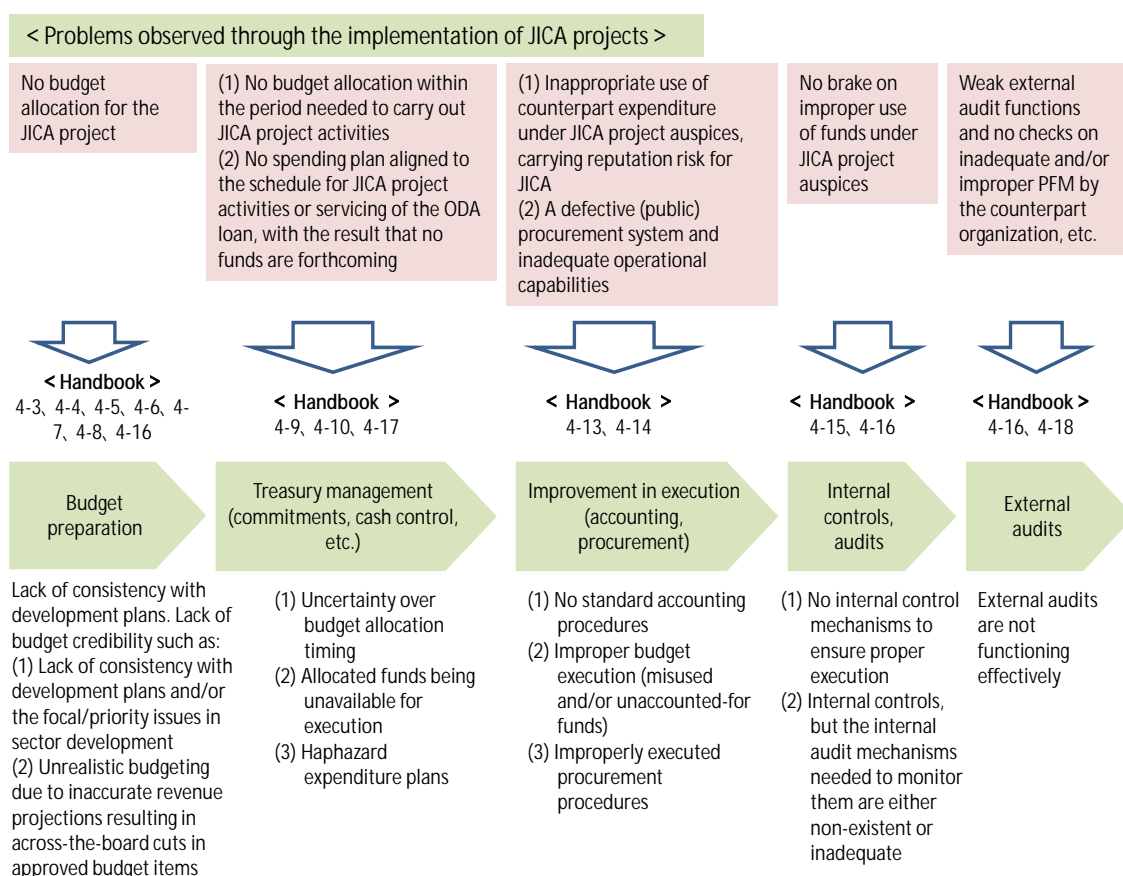 < Problems observed through the implementation of JICA projects >
No budget
allocation for the
JICA project
(1) No budget allocation within
the period needed to carry out
JICA project activities
(2) No spending plan aligned to
the schedule for JICA project
activities or servicing of the ODA
loan, with the result that no
funds are forthcoming
(1) Inappropriate use of
counterpart expenditure
under JICA project auspices,
carrying reputation risk for
JICA
(2) A defective (public)
procurement system and
inadequate operational
capabilities
No brake on
improper use
of funds under
JICA project
auspices
Weak external
audit functions
and no checks on
inadequate and/or
improper PFM by
the counterpart
organization, etc.
< Handbook >
4-3、4-4、4-5、4-6、4-
7、4-8、4-16
< Handbook >
4-9、4-10、4-17
< Handbook >
4-13、4-14
< Handbook >
4-15、4-16
< Handbook >
4-16、4-18
Budget
preparation
Treasury management
(commitments, cash control,
etc.)
Improvement in execution
(accounting,
procurement)
Internal
controls,
audits
External
audits
Lack of consistency with
development plans. Lack of
budget credibility such as:
(1) Lack of consistency with
development plans and/or
the focal/priority issues in
sector development
(2) Unrealistic budgeting
due to inaccurate revenue
projections resulting in
across-the-board cuts in
approved budget items
(1) Uncertainty over
budget allocation
timing
(2) Allocated funds being
unavailable for
execution
(3) Haphazard
expenditure plans
(1) No standard accounting
procedures
(2) Improper budget
execution (misused
and/or unaccounted-for
funds)
(3) Improperly executed
procurement
procedures
(1) No internal control
mechanisms to
ensure proper
execution
(2) Internal controls,
but the internal
audit mechanisms
needed to monitor
them are either
non-existent or
inadequate
External audits
are not
functioning
effectively